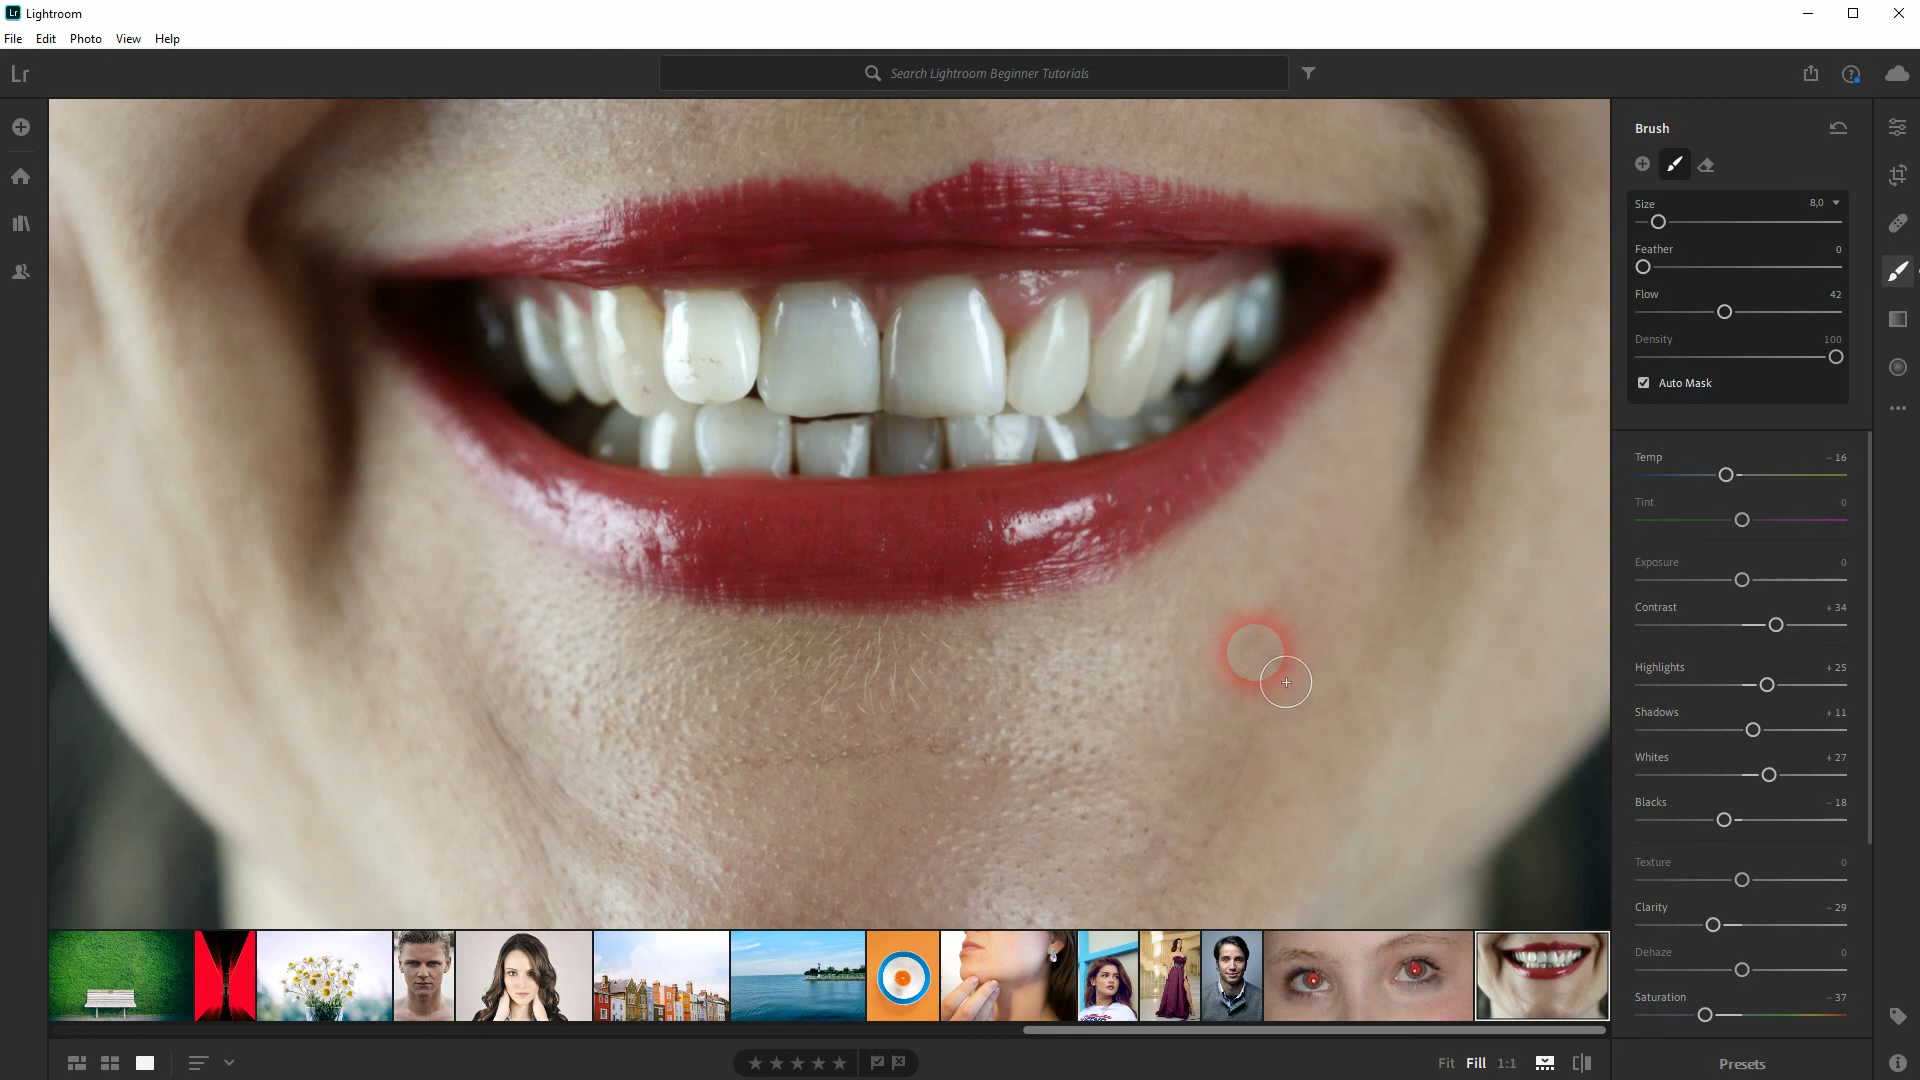 Lr Lightroom
File Edit Photo View Help
Lr
Search Lightroom Beginner Tutorials
Brush
Size 8,0
Feather 0
Flow 42
Density 100
Auto Mask
Temp – 16
Tint 0
Exposure 0
Contrast + 34
Highlights + 25
Shadows + 11
Whites + 27
Blacks – 18
Texture 0
Clarity – 29
Dehaze 0
Saturation – 37
Fit Fill 1:1
Presets